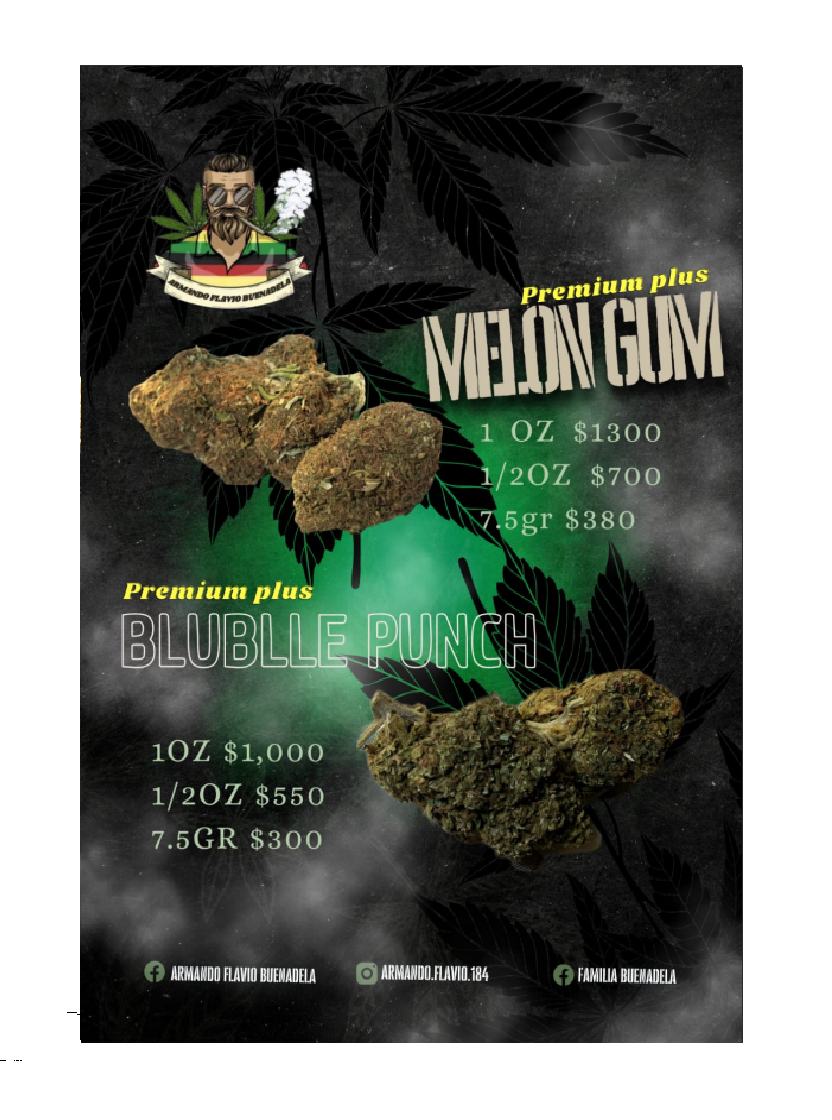 ARMANDO FLAVIO BUENADELA
Premium plus
MELON GUM
1 OZ $1300
1/2OZ $700
7.5gr $380
Premium plus
BLUBLLE PUNCH
1OZ $1,000
1/2OZ $550
7.5GR $300
ARMANDO FLAVIO BUENADELA ARMANDO.FLAVIO.184 FAMILIA BUENADELA